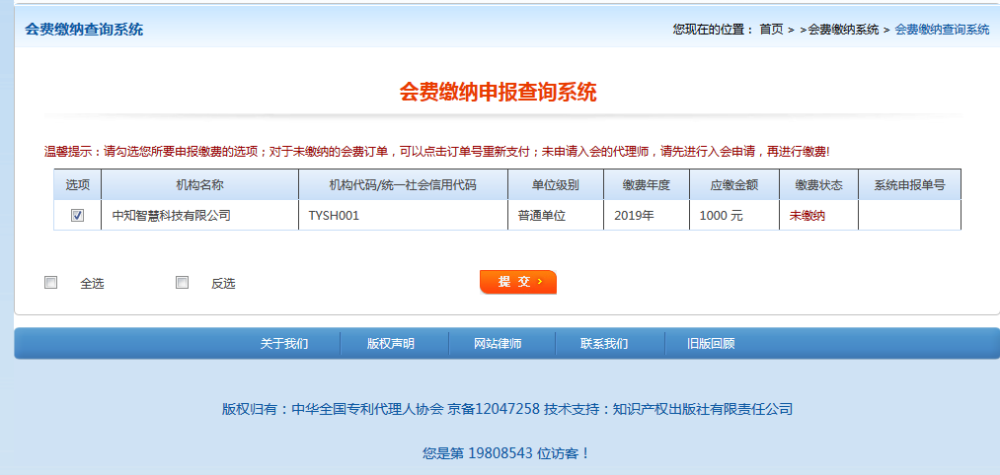 会费缴纳查询系统 您现在的位置： 首页 > >会费缴纳系统 > 会费缴纳查询系统
会费缴纳申报查询系统
温馨提示：请勾选您所要申报缴费的选项；对于未缴纳的会费订单，可以点击订单号重新支付；未申请入会的代理师，请先进行入会申请，再进行缴费!
选项 机构名称 机构代码/统一社会信用代码 单位级别 缴费年度 应缴金额 缴费状态 系统申报单号
中知智慧科技有限公司 TYSH001 普通单位 2019年 1000 元 未缴纳
全选 反选 提 交 ›
关于我们 版权声明 网站律师 联系我们 旧版回顾
版权归有：中华全国专利代理人协会 京备12047258 技术支持：知识产权出版社有限责任公司
您是第 19808543 位访客！